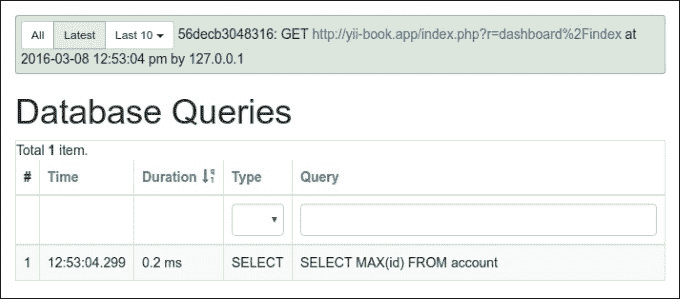 All Latest Last 10 56decb3048316: GET http://yii-book.app/index.php?r=dashboard%2Findex at
2016-03-08 12:53:04 pm by 127.0.0.1
Database Queries
Total 1 item.
# Time Duration Type Query
1 12:53:04.299 0.2 ms SELECT SELECT MAX(id) FROM account